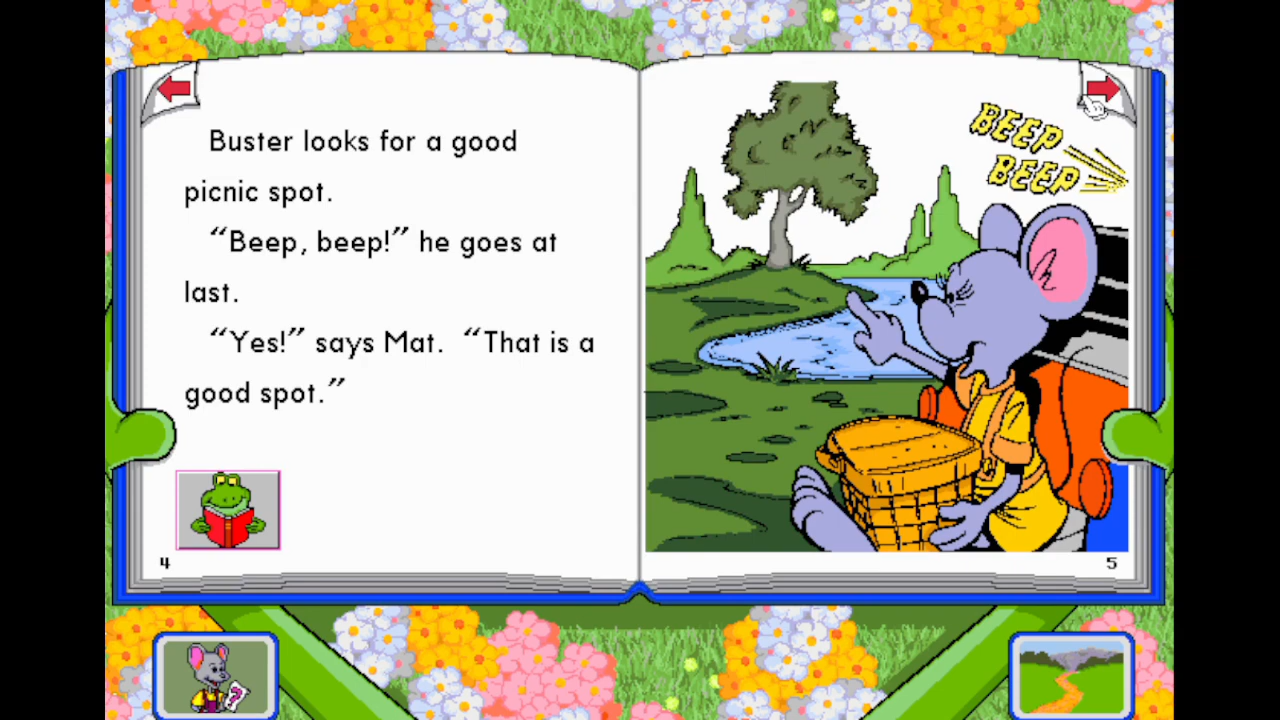 Buster looks for a good
picnic spot.
“Beep, beep!” he goes at
last.
“Yes!” says Mat. “That is a
good spot.”
4
BEEP
BEEP
5